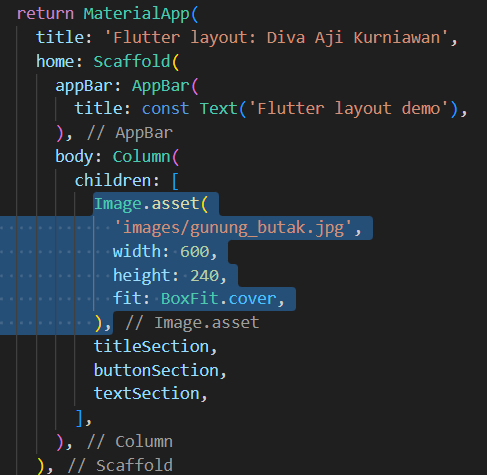 return MaterialApp(
title: 'Flutter layout: Diva Aji Kurniawan',
home: Scaffold(
appBar: AppBar(
title: const Text('Flutter layout demo'),
), // AppBar
body: Column(
children: [
Image.asset(
'images/gunung_butak.jpg',
width: 600,
height: 240,
fit: BoxFit.cover,
), // Image.asset
titleSection,
buttonSection,
textSection,
],
), // Column
), // Scaffold